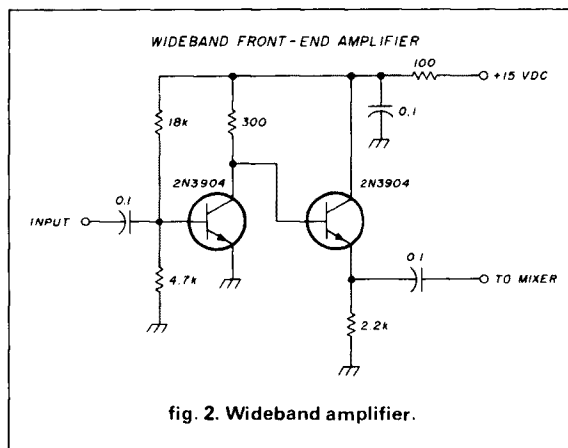 WIDEBAND FRONT-END AMPLIFIER
100
+15 VDC
0.1
18k
300
2N3904
2N3904
0.1
INPUT
0.1
TO MIXER
4.7k
2.2k
fig. 2. Wideband amplifier.